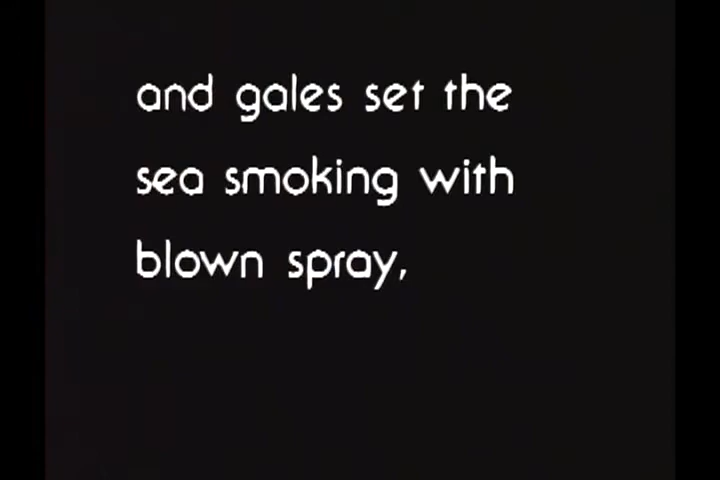 and gales set the
sea smoking with
blown spray,